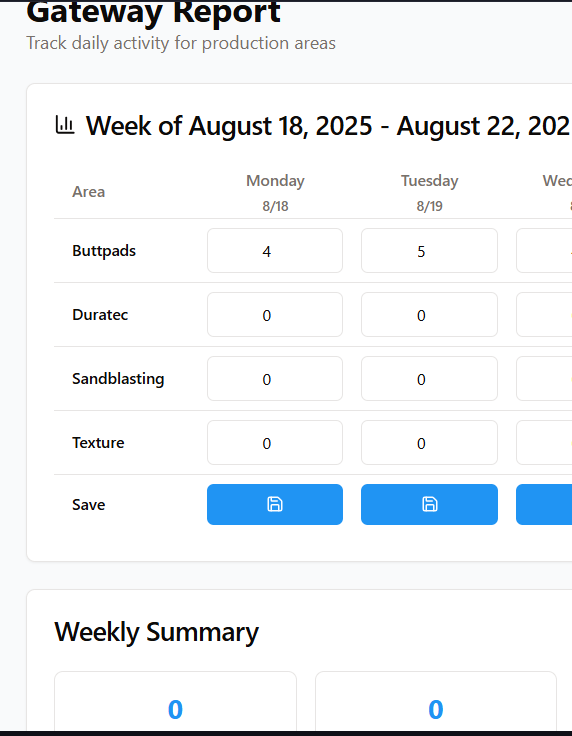 Gateway Report
Track daily activity for production areas
Week of August 18, 2025 - August 22, 202
Area Monday Tuesday Wed
8/18 8/19
Buttpads 4 5
Duratec 0 0
Sandblasting 0 0
Texture 0 0
Save
Weekly Summary
0 0